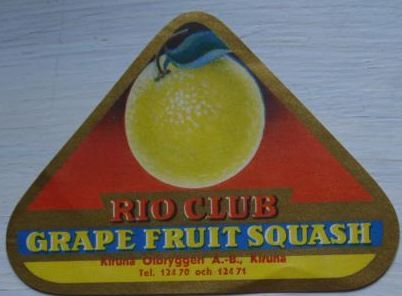 RIO CLUB
GRAPE FRUIT SQUASH
Kiruna Ölbryggeri A.-B., Kiruna
Tel. 124 70 och 124 71